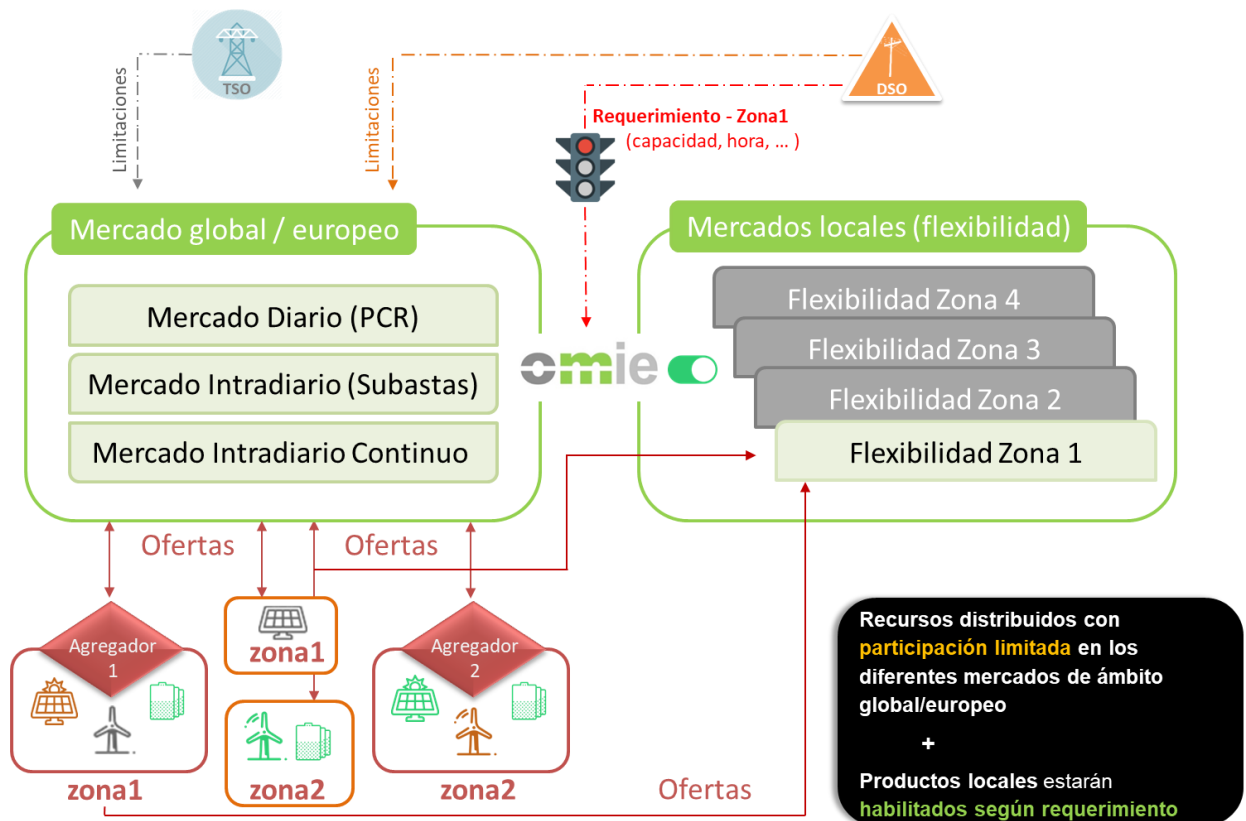 TSO
DSO
Limitaciones
Limitaciones
Requerimiento - Zona1
(capacidad, hora, ... )
Mercado global / europeo
Mercados locales (flexibilidad)
Mercado Diario (PCR)
Mercado Intradiario (Subastas)
Mercado Intradiario Continuo
omie
Flexibilidad Zona 4
Flexibilidad Zona 3
Flexibilidad Zona 2
Flexibilidad Zona 1
Ofertas
Ofertas
Agregador
1
zona1
zona1
zona2
Agregador
2
zona2
Ofertas
Recursos distribuidos con
participación limitada en los
diferentes mercados de ámbito
global/europeo
+
Productos locales estarán
habilitados según requerimiento